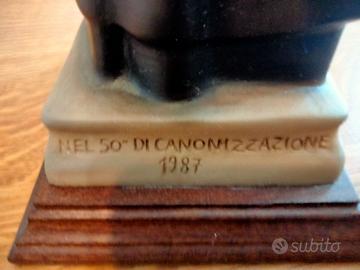 NEL 50° DI CANONIZZAZIONE
1987
subito